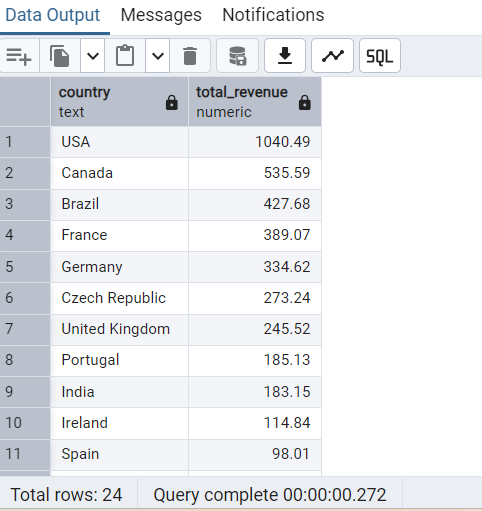 Data Output Messages Notifications
SQL
country total_revenue
text numeric
1 USA 1040.49
2 Canada 535.59
3 Brazil 427.68
4 France 389.07
5 Germany 334.62
6 Czech Republic 273.24
7 United Kingdom 245.52
8 Portugal 185.13
9 India 183.15
10 Ireland 114.84
11 Spain 98.01
Total rows: 24 Query complete 00:00:00.272